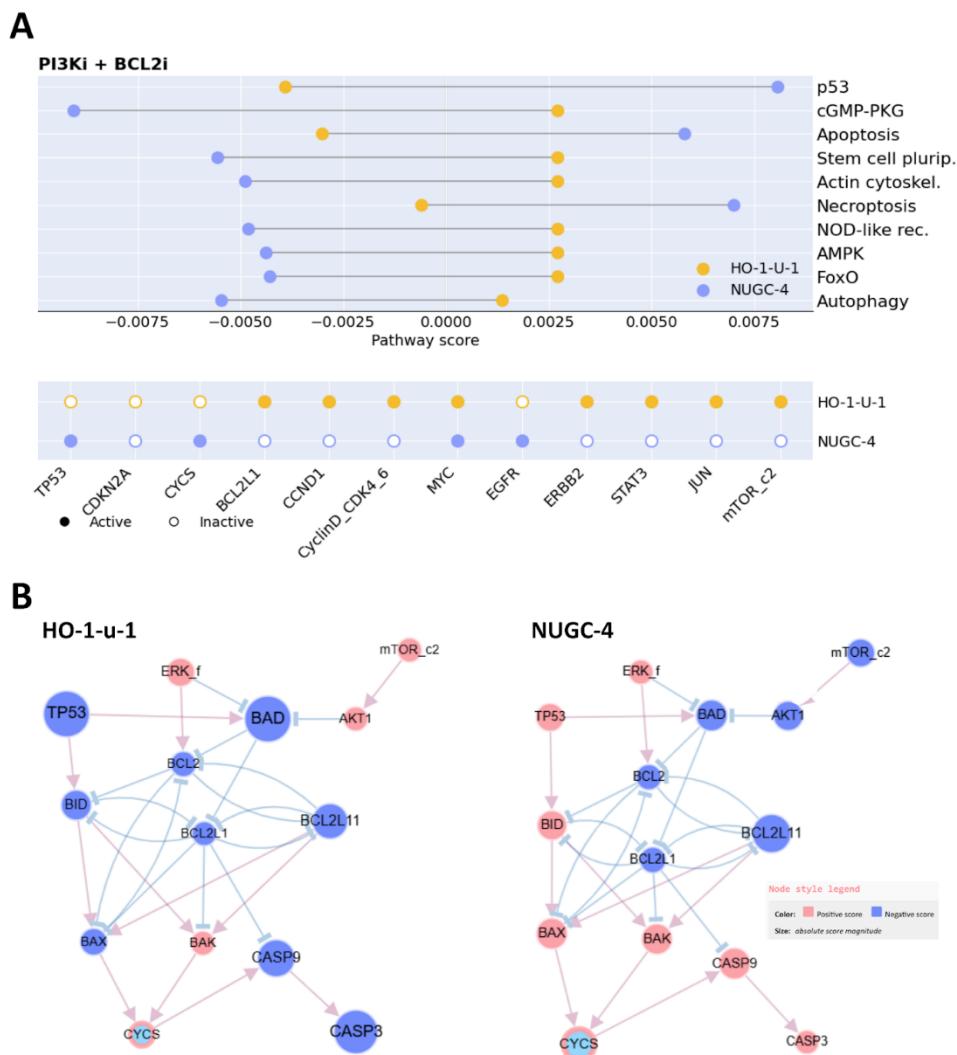 A
PI3Ki + BCL2i
p53
cGMP-PKG
Apoptosis
Stem cell plurip.
Actin cytoskel.
Necroptosis
NOD-like rec.
AMPK
FoxO
Autophagy
HO-1-U-1
NUGC-4
−0.0075 −0.0050 −0.0025 0.0000 0.0025 0.0050 0.0075
Pathway score
HO-1-U-1
NUGC-4
TP53 CDKN2A CYCS BCL2L1 CCND1 CyclinD_CDK4_6 MYC EGFR ERBB2 STAT3 JUN mTOR_c2
Active Inactive
B
HO-1-u-1
mTOR_c2
ERK_f
TP53
BAD
AKT1
BCL2
BID
BCL2L1
BCL2L11
BAX
BAK
CASP9
CYCS
CASP3
NUGC-4
mTOR_c2
ERK_f
TP53
BAD
AKT1
BCL2
BID
BCL2L11
BCL2L1
BAX
BAK
CASP9
CYCS
CASP3
Node style legend
Color: Positive score Negative score
Size: absolute score magnitude